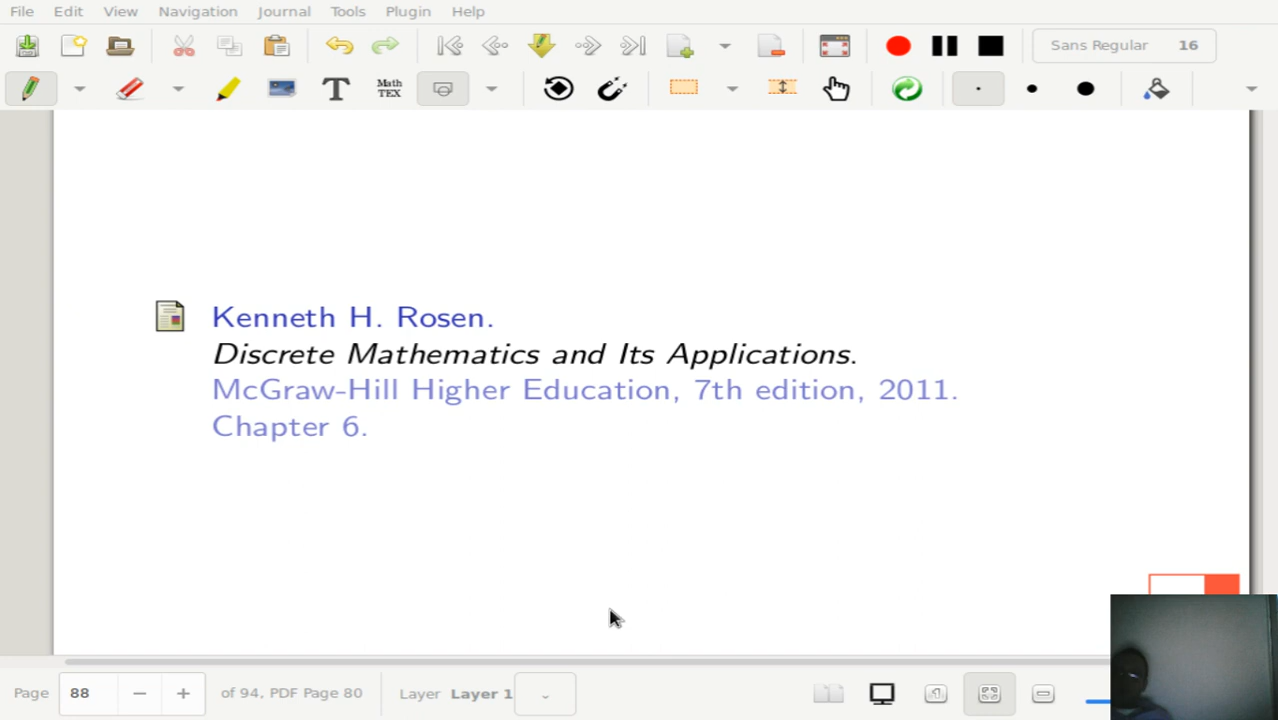 File Edit View Navigation Journal Tools Plugin Help
Sans Regular 16
T Math TEX
Kenneth H. Rosen.
Discrete Mathematics and Its Applications.
McGraw-Hill Higher Education, 7th edition, 2011.
Chapter 6.
Page 88 of 94, PDF Page 80 Layer Layer 1